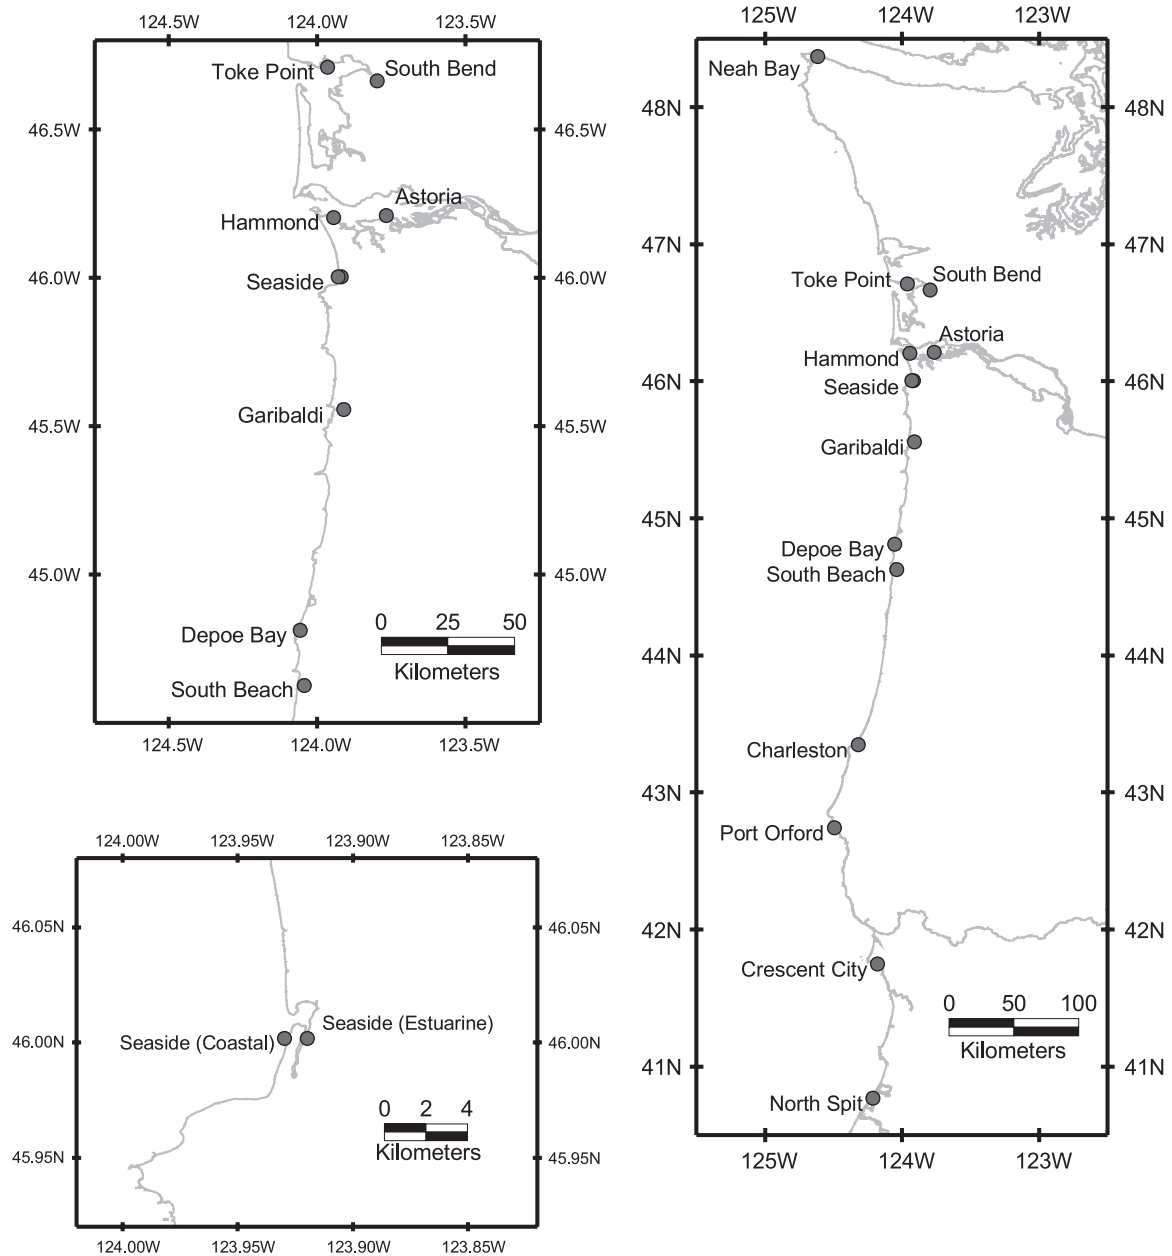 124.5W 124.0W 123.5W
Toke Point
South Bend
46.5W 46.5W
Astoria
Hammond
46.0W 46.0W
Seaside
Garibaldi
45.5W 45.5W
45.0W 45.0W
0 25 50
Kilometers
Depoe Bay
South Beach
124.5W 124.0W 123.5W
124.00W 123.95W 123.90W 123.85W
46.05N 46.05N
Seaside (Estuarine)
Seaside (Coastal)
46.00N 46.00N
0 2 4
Kilometers
45.95N 45.95N
124.00W 123.95W 123.90W 123.85W
125W 124W 123W
Neah Bay
48N 48N
47N 47N
Toke Point
South Bend
Astoria
Hammond
46N 46N
Seaside
Garibaldi
45N 45N
Depoe Bay
South Beach
44N 44N
Charleston
43N 43N
Port Orford
42N 42N
Crescent City
0 50 100
Kilometers
41N 41N
North Spit
125W 124W 123W